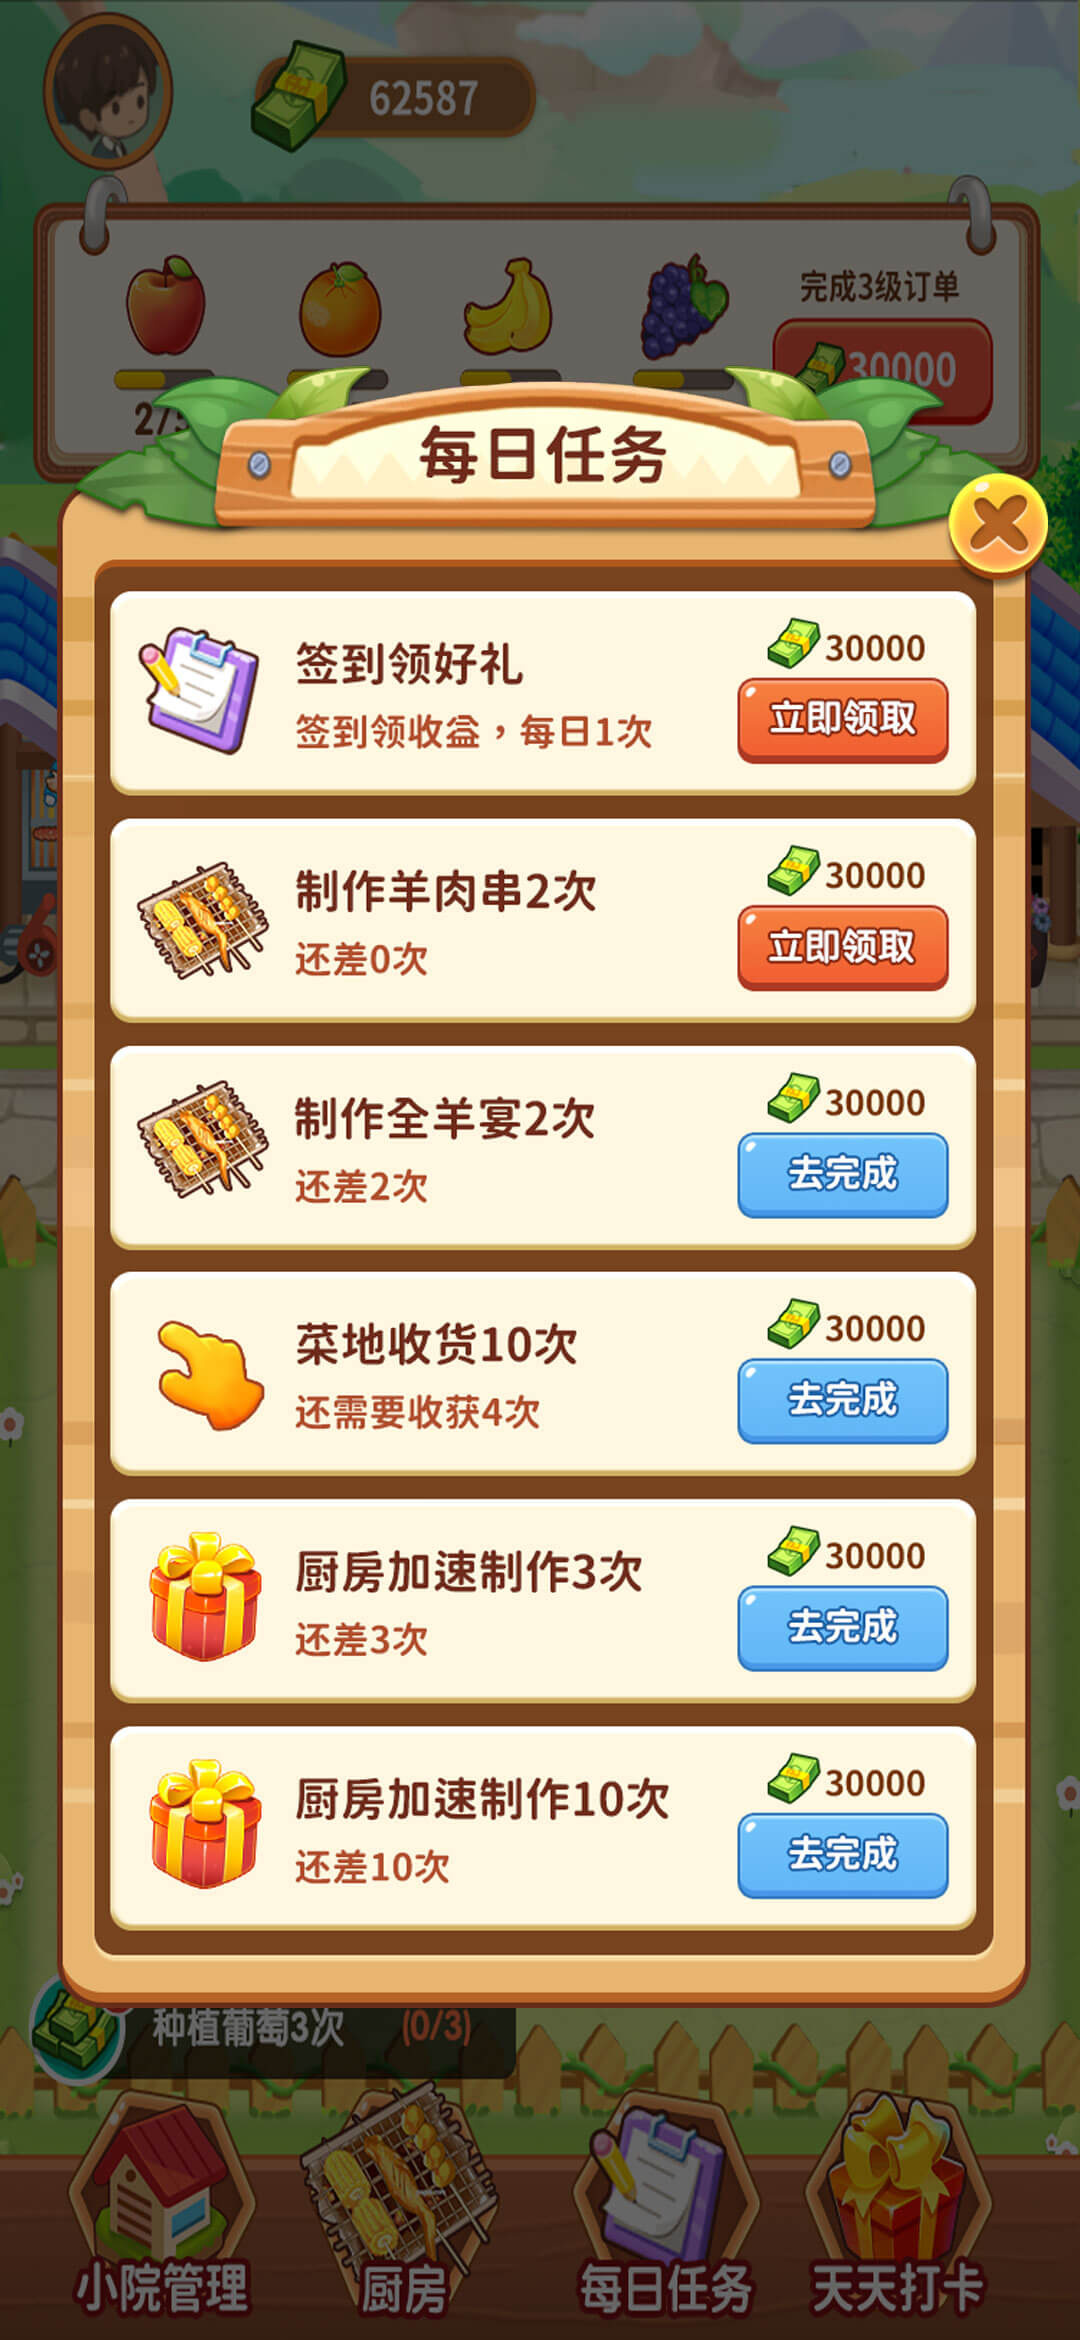 62587
完成3级订单
30000
2/5
每日任务
签到领好礼
30000
签到领收益，每日1次
立即领取
制作羊肉串2次
30000
还差0次
立即领取
制作全羊宴2次
30000
还差2次
去完成
菜地收货10次
30000
还需要收获4次
去完成
厨房加速制作3次
30000
还差3次
去完成
厨房加速制作10次
30000
还差10次
去完成
种植葡萄3次 (0/3)
小院管理 厨房 每日任务 天天打卡